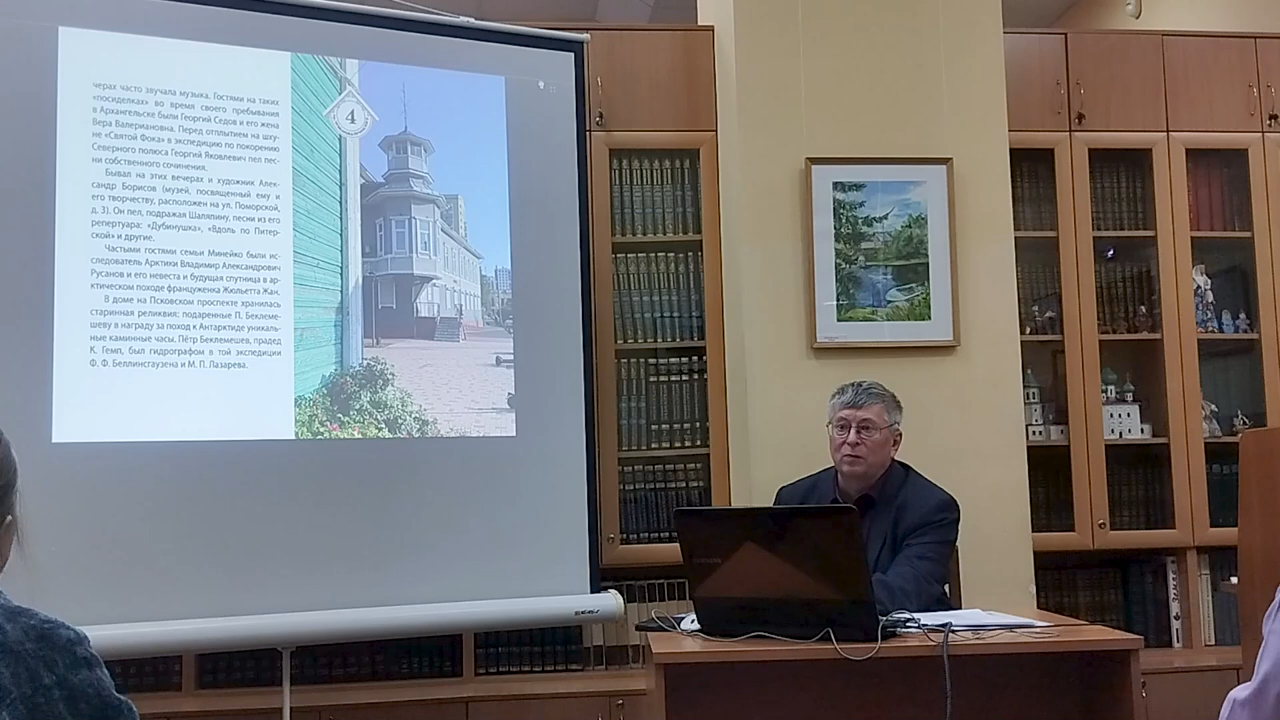 черах часто звучала музыка. Гостями на таких
«посиделках» во время своего пребывания
в Архангельске были Георгий Седов и его жена
Вера Валериановна. Перед отплытием на шху-
не «Святой Фока» в экспедицию по покорению
Северного полюса Георгий Яковлевич пел пес-
ни собственного сочинения.
Бывал на этих вечерах и художник Алек-
сандр Борисов (музей, посвященный ему и
его творчеству, расположен на ул. Поморской,
д. 3). Он пел, подражая Шаляпину, песни из его
репертуара: «Дубинушка», «Вдоль по Питер-
ской» и другие.
Частыми гостями семьи Минейко были ис-
следователь Арктики Владимир Александрович
Русанов и его невеста и будущая спутница в ар-
ктическом походе француженка Жюльетта Жан.
В доме на Псковском проспекте хранилась
старинная реликвия: подаренные П. Беклеме-
шеву в награду за поход к Антарктиде уникаль-
ные каминные часы. Пётр Беклемешев, прадед
К. Гемп, был гидрографом в той экспедиции
Ф. Ф. Беллинсгаузена и М. П. Лазарева.
4